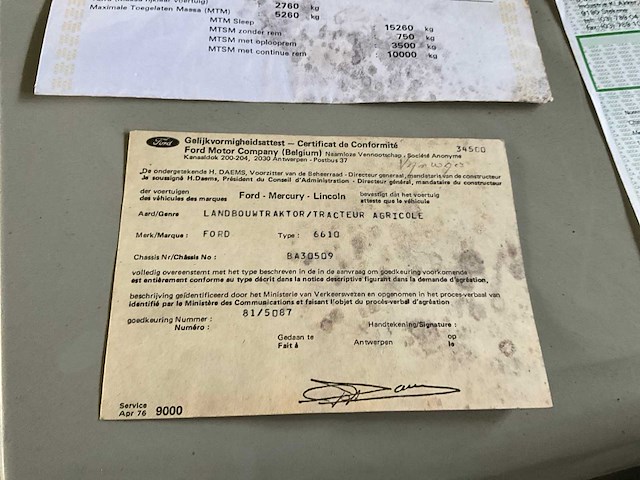 2760 kg
Maximale Toegelaten Massa (MTM) 5260 kg
MTM Sleep : 15260 kg
MTSM zonder rem : 750 kg
MTSM met oplooprem : 3500 kg
MTSM met continue rem : 10000 kg
Ford
Gelijkvormigheidsattest – Certificat de Conformité
34500
Ford Motor Company (Belgium) Naamloze Vennootschap - Société Anonyme
Kanaaldok 200-204, 2030 Antwerpen - Postbus 37
De ondergetekende H. DAEMS, Voorzitter van de Beheerraad - Directeur generaal, mandataris van de constructeur
Je soussigné H.Daems, Président du Conseil d'Administration - Directeur général, mandataire du constructeur
der voertuigen
des véhicules des marques
Ford - Mercury - Lincoln
bevestigt dat het voertuig
atteste que le véhicule
Aard/Genre LANDBOUWTRAKTOR/TRACTEUR AGRICOLE
Merk/Marque : FORD Type : 6610
Chassis Nr/Châssis No : BA30509
volledig overeenstemt met het type beschreven in de in aanvraag om goedkeuring voorkomende
est entièrement conforme au type décrit dans la notice descriptive figurant dans la demande d'agréation,
beschrijving geïdentificeerd door het Ministerie van Verkeerswezen en opgenomen in het proces-verbaal van
identifié par le Ministère des Communications et faisant l'objet du procès-verbal d'agréation
goedkeuring Nummer : 81/5087
Numéro :
Handtekening/Signature :
Gedaan te
Fait à
Antwerpen
op
le
Service
Apr 76 9000